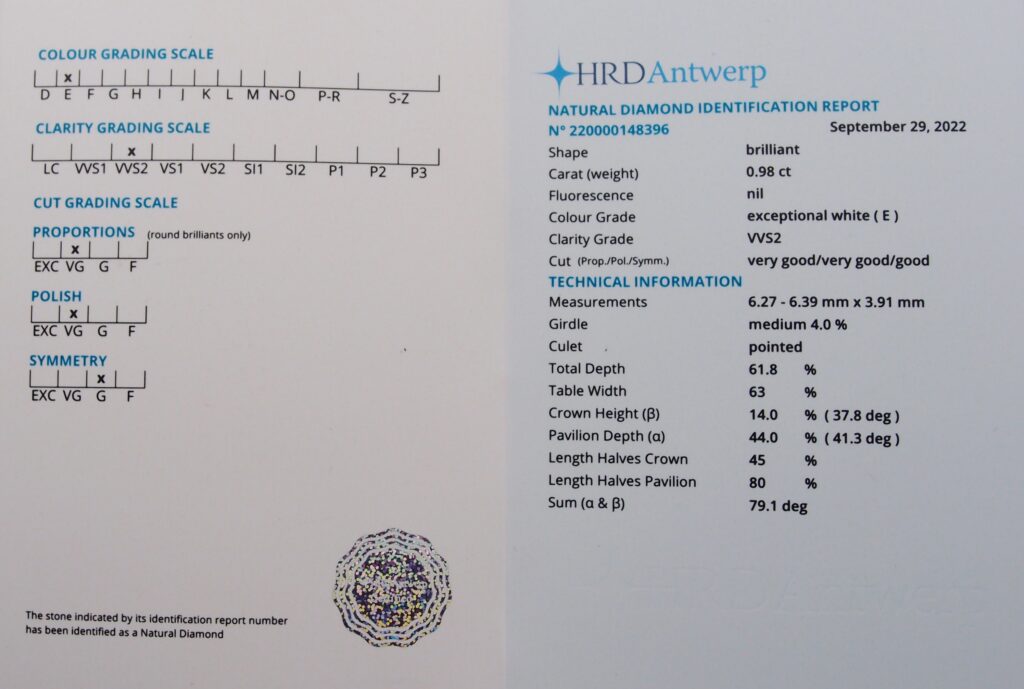 COLOUR GRADING SCALE
x
D E F G H I J K L M N-O P-R S-Z
CLARITY GRADING SCALE
x
LC VVS1 VVS2 VS1 VS2 SI1 SI2 P1 P2 P3
CUT GRADING SCALE
PROPORTIONS (round brilliants only)
x
EXC VG G F
POLISH
x
EXC VG G F
SYMMETRY
x
EXC VG G F
The stone indicated by its identification report number
has been identified as a Natural Diamond
HRD Antwerp
NATURAL DIAMOND IDENTIFICATION REPORT
N° 220000148396 September 29, 2022
Shape brilliant
Carat (weight) 0.98 ct
Fluorescence nil
Colour Grade exceptional white ( E )
Clarity Grade VVS2
Cut (Prop./Pol./Symm.) very good/very good/good
TECHNICAL INFORMATION
Measurements 6.27 - 6.39 mm x 3.91 mm
Girdle medium 4.0 %
Culet pointed
Total Depth 61.8 %
Table Width 63 %
Crown Height (β) 14.0 % ( 37.8 deg )
Pavilion Depth (α) 44.0 % ( 41.3 deg )
Length Halves Crown 45 %
Length Halves Pavilion 80 %
Sum (α & β) 79.1 deg